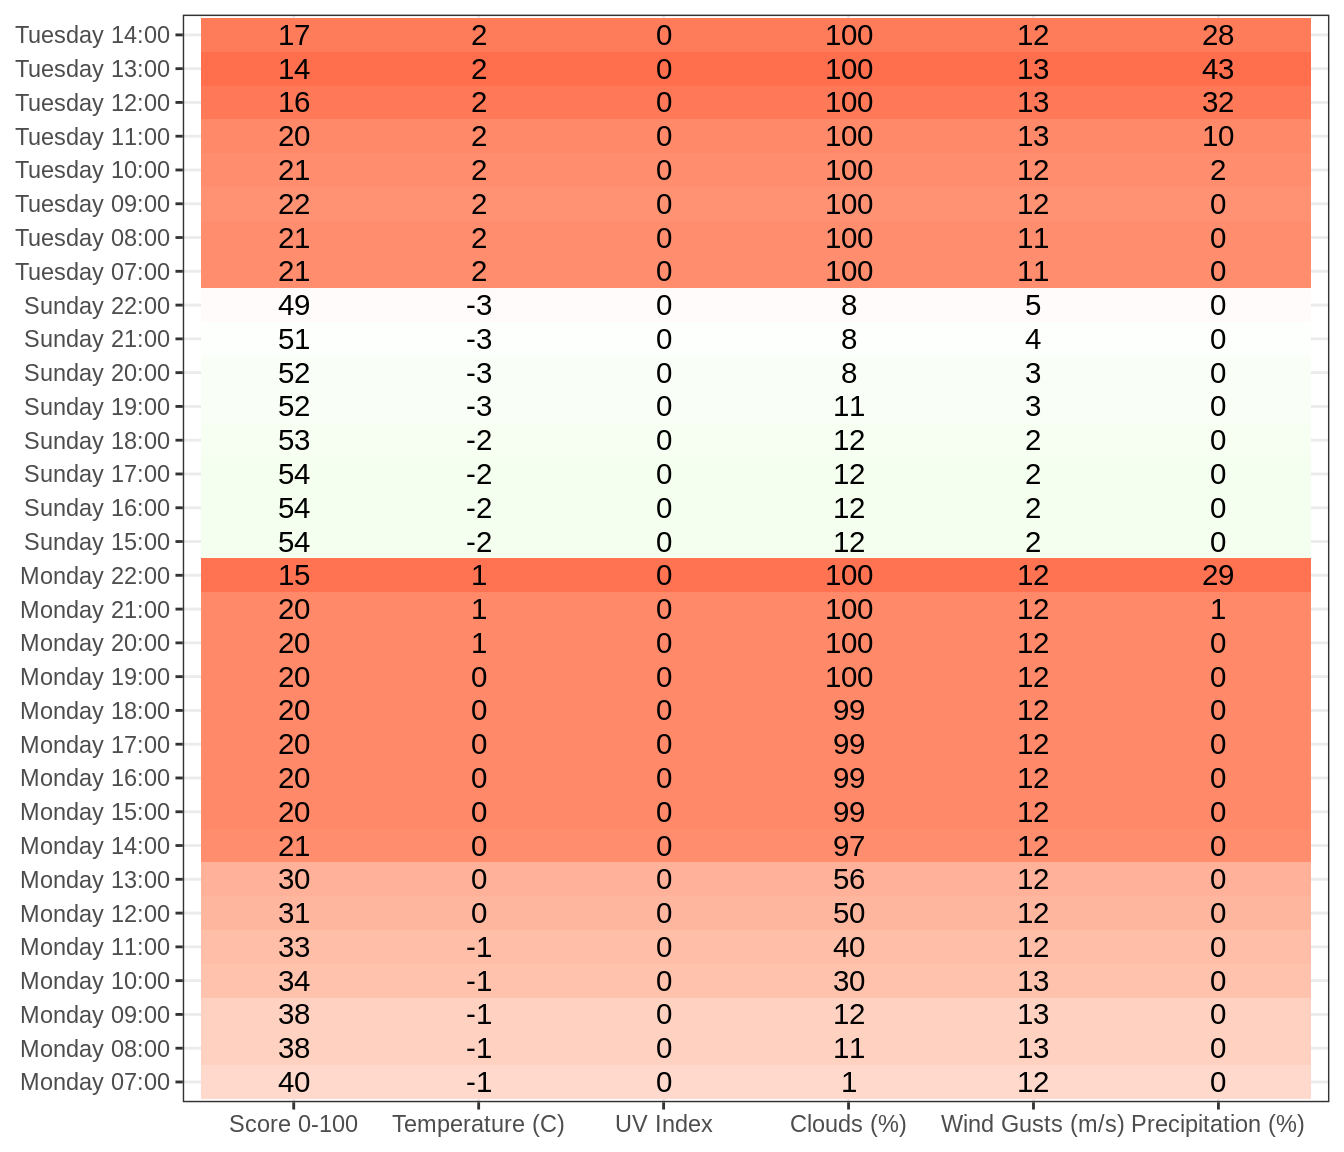 Tuesday 14:00 17 2 0 100 12 28
Tuesday 13:00 14 2 0 100 13 43
Tuesday 12:00 16 2 0 100 13 32
Tuesday 11:00 20 2 0 100 13 10
Tuesday 10:00 21 2 0 100 12 2
Tuesday 09:00 22 2 0 100 12 0
Tuesday 08:00 21 2 0 100 11 0
Tuesday 07:00 21 2 0 100 11 0
Sunday 22:00 49 -3 0 8 5 0
Sunday 21:00 51 -3 0 8 4 0
Sunday 20:00 52 -3 0 8 3 0
Sunday 19:00 52 -3 0 11 3 0
Sunday 18:00 53 -2 0 12 2 0
Sunday 17:00 54 -2 0 12 2 0
Sunday 16:00 54 -2 0 12 2 0
Sunday 15:00 54 -2 0 12 2 0
Monday 22:00 15 1 0 100 12 29
Monday 21:00 20 1 0 100 12 1
Monday 20:00 20 1 0 100 12 0
Monday 19:00 20 0 0 100 12 0
Monday 18:00 20 0 0 99 12 0
Monday 17:00 20 0 0 99 12 0
Monday 16:00 20 0 0 99 12 0
Monday 15:00 20 0 0 99 12 0
Monday 14:00 21 0 0 97 12 0
Monday 13:00 30 0 0 56 12 0
Monday 12:00 31 0 0 50 12 0
Monday 11:00 33 -1 0 40 12 0
Monday 10:00 34 -1 0 30 13 0
Monday 09:00 38 -1 0 12 13 0
Monday 08:00 38 -1 0 11 13 0
Monday 07:00 40 -1 0 1 12 0
Score 0-100 Temperature (C) UV Index Clouds (%) Wind Gusts (m/s) Precipitation (%)